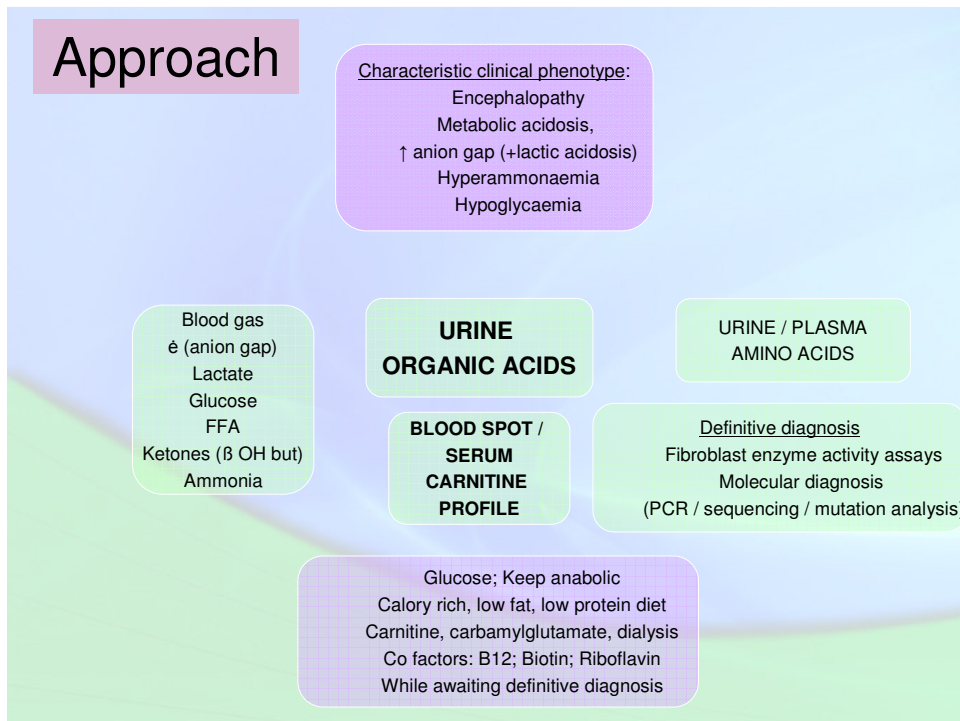 Approach
Characteristic clinical phenotype:
Encephalopathy
Metabolic acidosis,
↑ anion gap (+lactic acidosis)
Hyperammonaemia
Hypoglycaemia
Blood gas
ė (anion gap)
Lactate
Glucose
FFA
Ketones (ß OH but)
Ammonia
URINE
ORGANIC ACIDS
BLOOD SPOT /
SERUM
CARNITINE
PROFILE
URINE / PLASMA
AMINO ACIDS
Definitive diagnosis
Fibroblast enzyme activity assays
Molecular diagnosis
(PCR / sequencing / mutation analysis)
Glucose; Keep anabolic
Calory rich, low fat, low protein diet
Carnitine, carbamylglutamate, dialysis
Co factors: B12; Biotin; Riboflavin
While awaiting definitive diagnosis